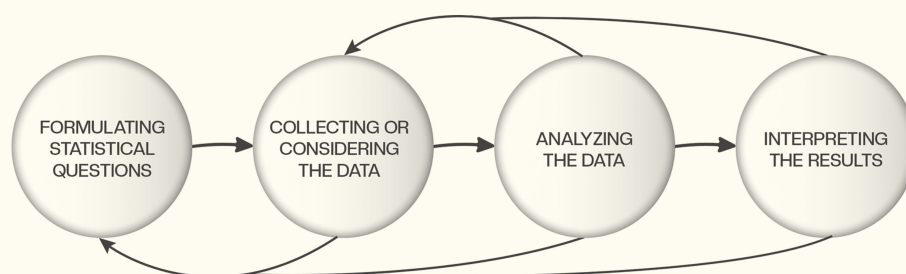 FORMULATING
STATISTICAL
QUESTIONS
COLLECTING OR
CONSIDERING
THE DATA
ANALYZING
THE DATA
INTERPRETING
THE RESULTS